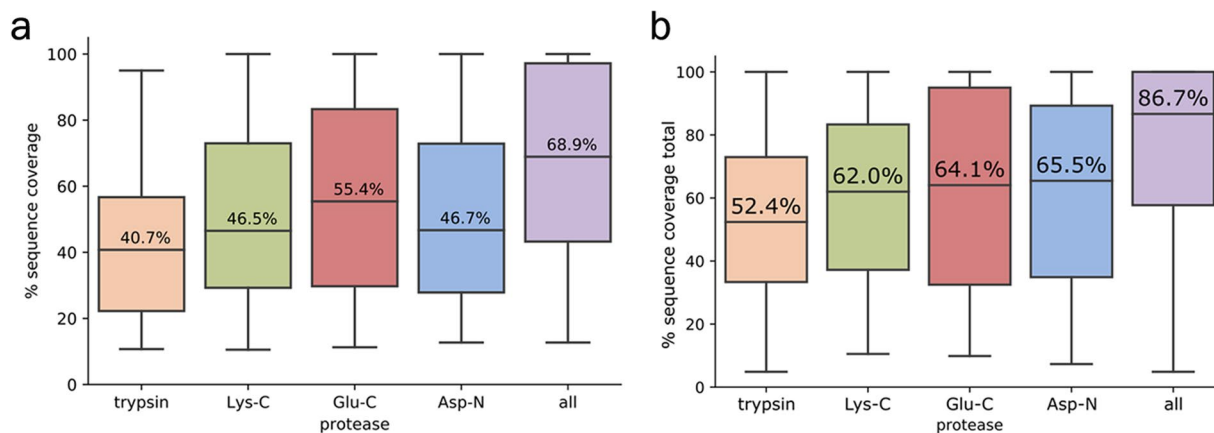 a
% sequence coverage
100
80
60
40
20
0
40.7%
46.5%
55.4%
46.7%
68.9%
trypsin Lys-C Glu-C Asp-N all
protease
b
% sequence coverage total
100
80
60
40
20
0
52.4%
62.0%
64.1%
65.5%
86.7%
trypsin Lys-C Glu-C Asp-N all
protease